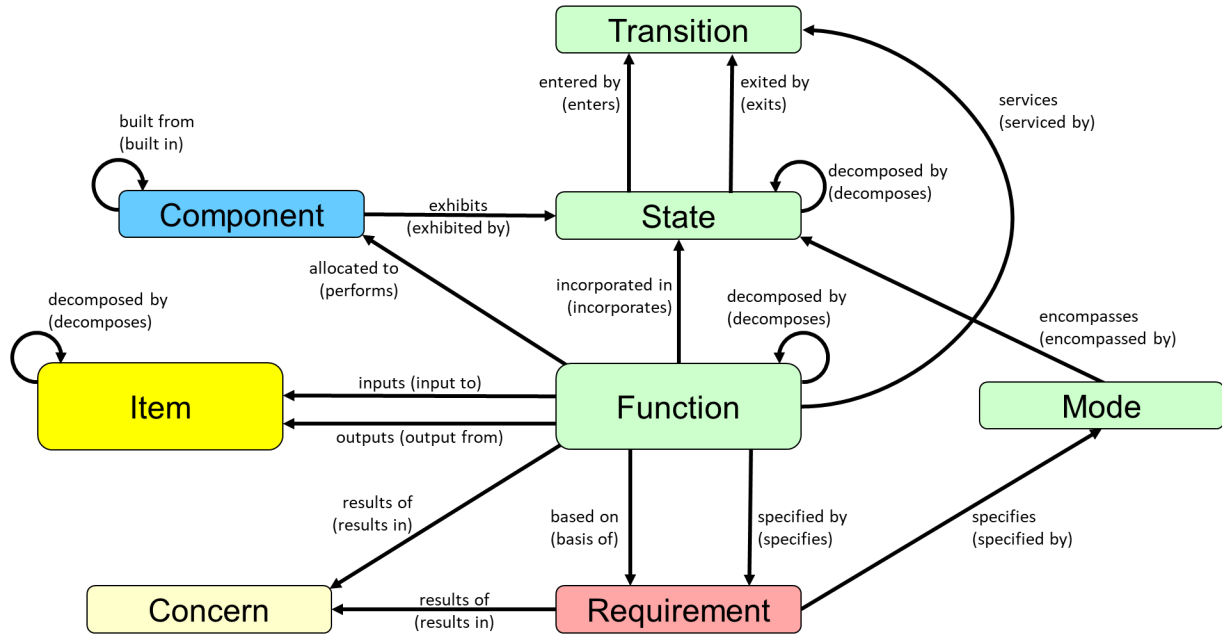 Transition
entered by
(enters)
exited by
(exits)
services
(serviced by)
built from
(built in)
decomposed by
(decomposes)
Component
exhibits
(exhibited by)
State
allocated to
(performs)
incorporated in
(incorporates)
decomposed by
(decomposes)
decomposed by
(decomposes)
encompasses
(encompassed by)
Item
inputs (input to)
outputs (output from)
Function
Mode
results of
(results in)
based on
(basis of)
specified by
(specifies)
specifies
(specified by)
Concern
results of
(results in)
Requirement